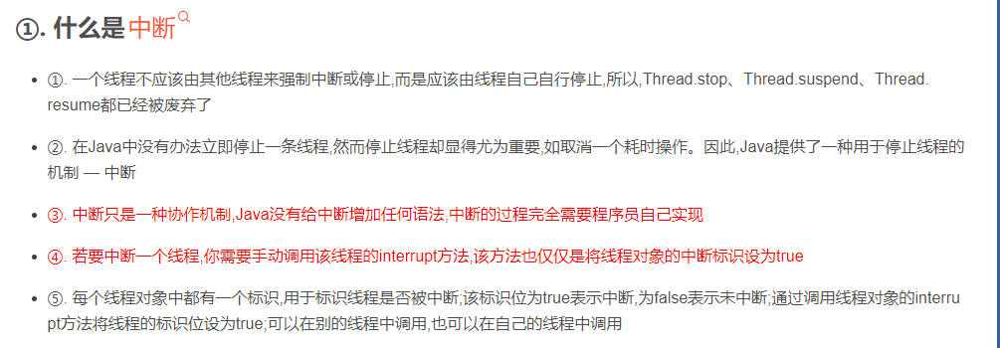 ①. 什么是中断
①. 一个线程不应该由其他线程来强制中断或停止,而是应该由线程自己自行停止,所以,Thread.stop、Thread.suspend、Thread.
resume都已经被废弃了
②. 在Java中没有办法立即停止一条线程,然而停止线程却显得尤为重要,如取消一个耗时操作。因此,Java提供了一种用于停止线程的
机制 — 中断
③. 中断只是一种协作机制,Java没有给中断增加任何语法,中断的过程完全需要程序员自己实现
④. 若要中断一个线程,你需要手动调用该线程的interrupt方法,该方法也仅仅是将线程对象的中断标识设为true
⑤. 每个线程对象中都有一个标识,用于标识线程是否被中断;该标识位为true表示中断,为false表示未中断;通过调用线程对象的interru
pt方法将线程的标识位设为true;可以在别的线程中调用,也可以在自己的线程中调用